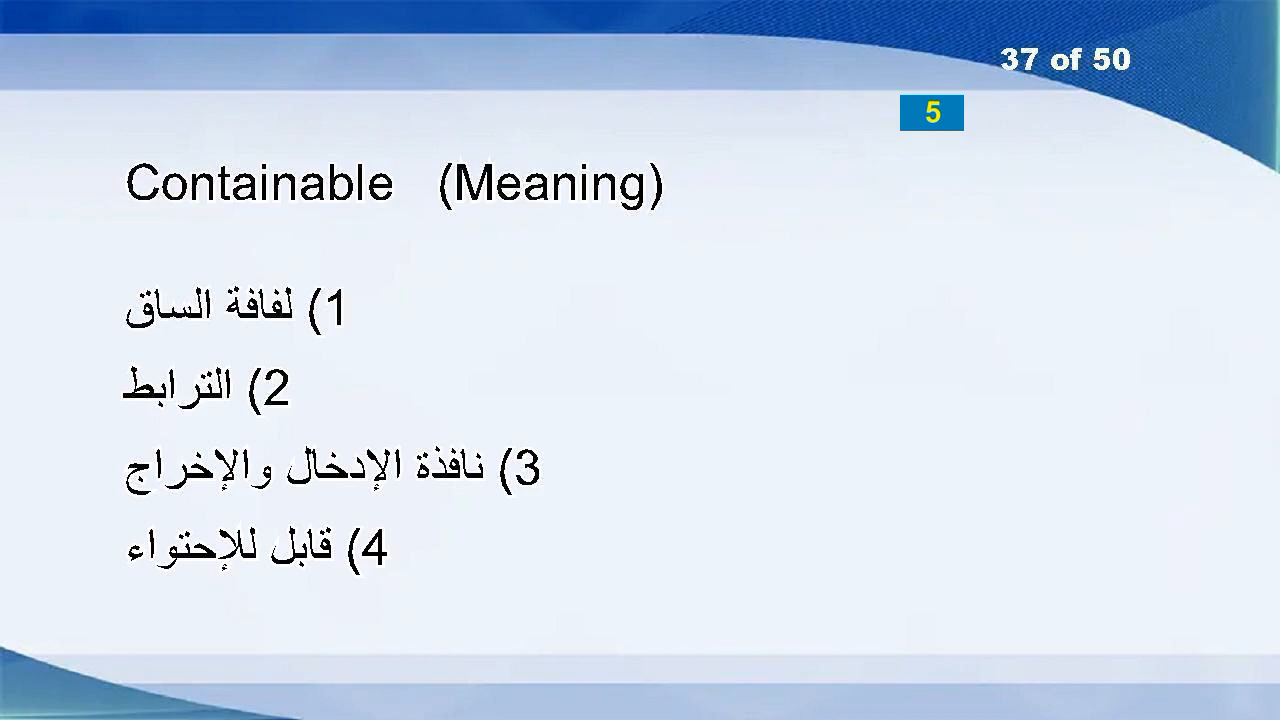 37 of 50
5
Containable (Meaning)
1) لفافة الساق
2) الترابط
3) نافذة الإدخال والإخراج
4) قابل للإحتواء